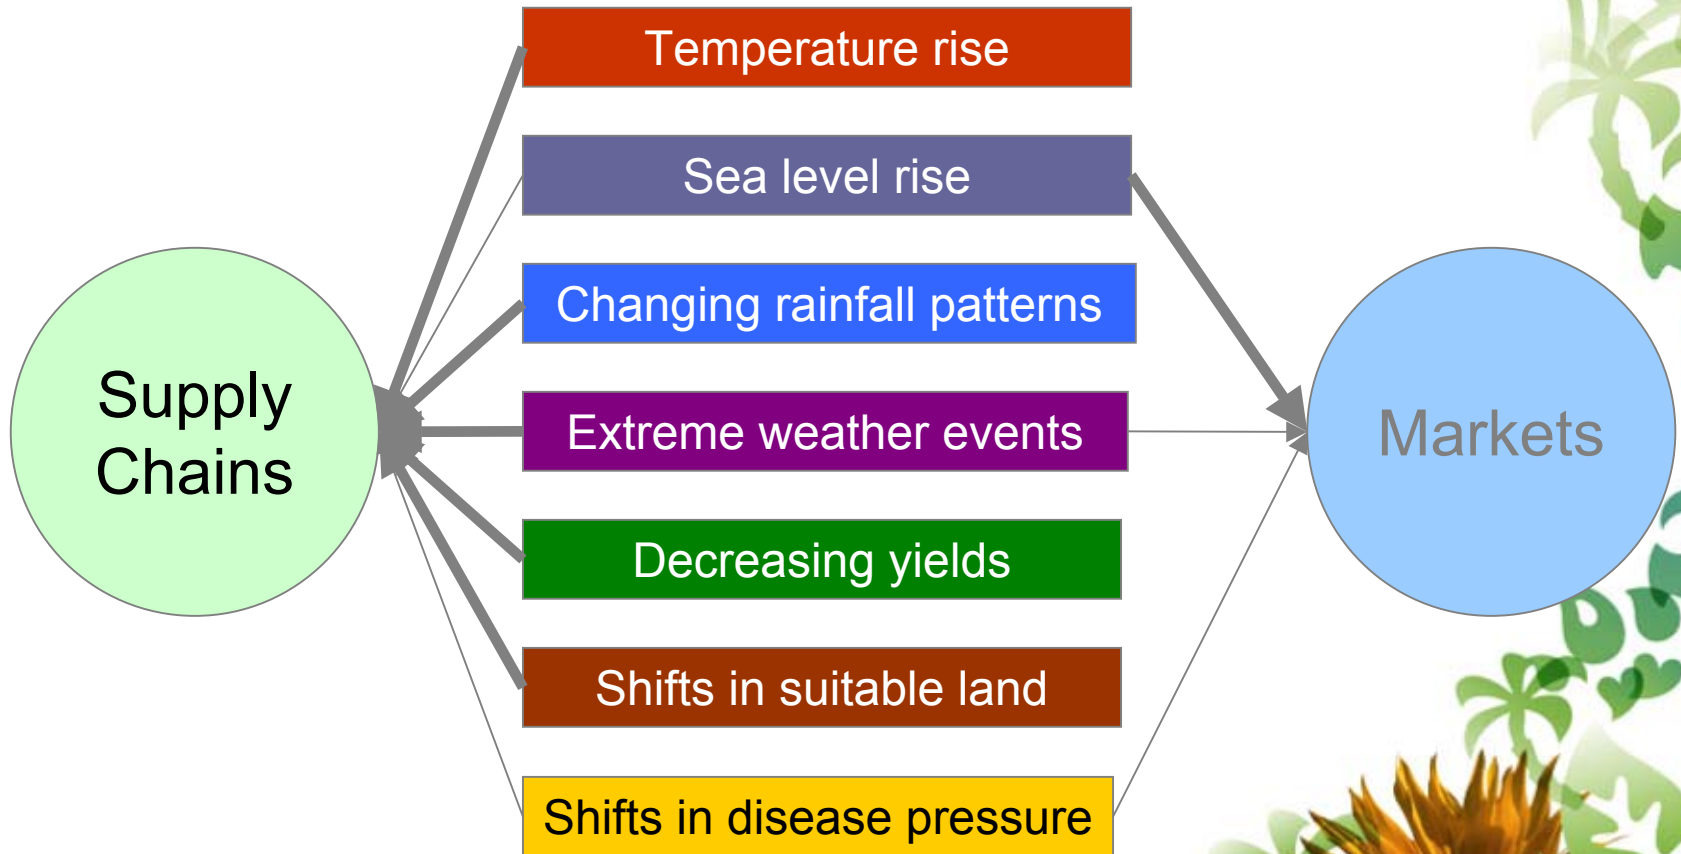 Temperature rise
Sea level rise
Changing rainfall patterns
Supply
Chains
Extreme weather events
Markets
Decreasing yields
Shifts in suitable land
Shifts in disease pressure